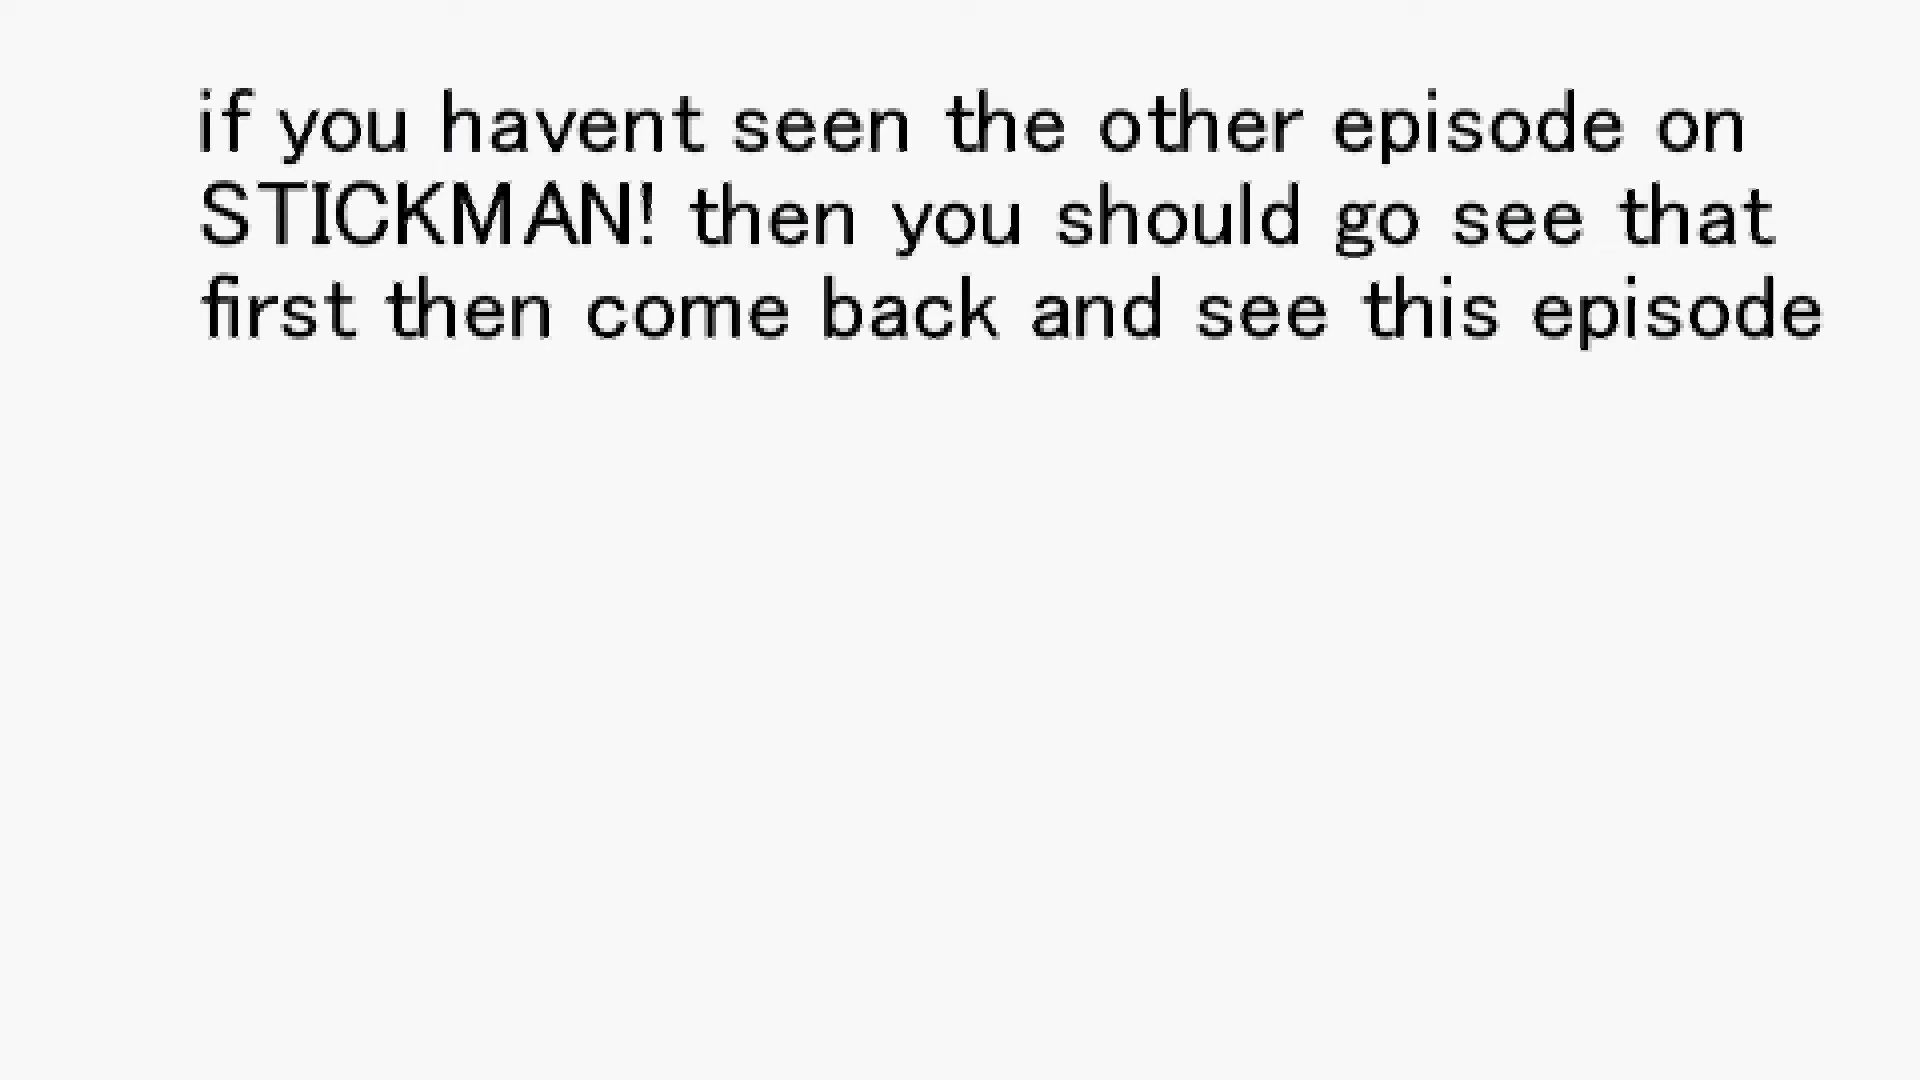 if you havent seen the other episode on
STICKMAN! then you should go see that
first then come back and see this episode